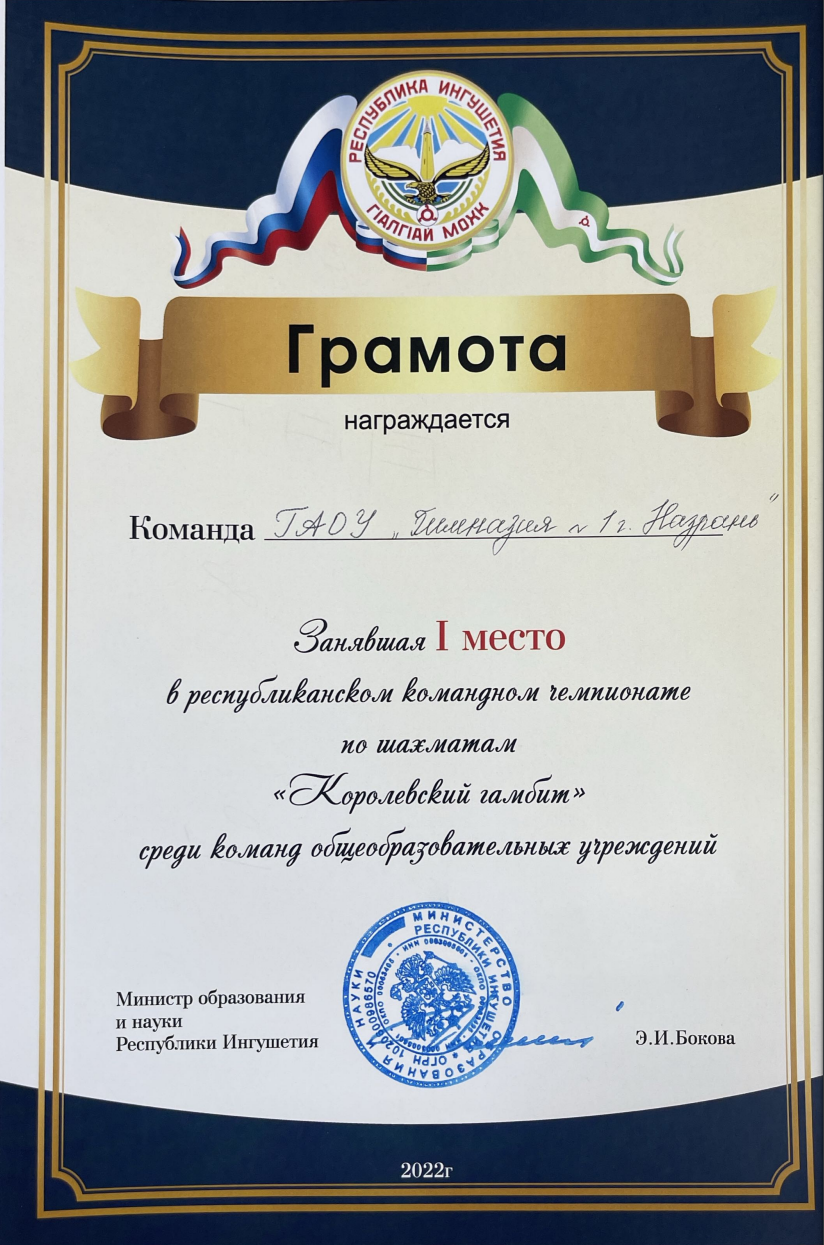 РЕСПУБЛИКА ИНГУШЕТИЯ
ГIАЛГIАЙ МОХК
Грамота
награждается
Команда ГАОУ „Гимназия № 1 г. Назрань"
Занявшая I место
в республиканском командном чемпионате
по шахматам
«Королевский гамбит»
среди команд общеобразовательных учреждений
МИНИСТЕРСТВО ОБРАЗОВАНИЯ И НАУКИ
РЕСПУБЛИКИ ИНГУШЕТИЯ
Министр образования
и науки
Республики Ингушетия
Э.И.Бокова
2022г